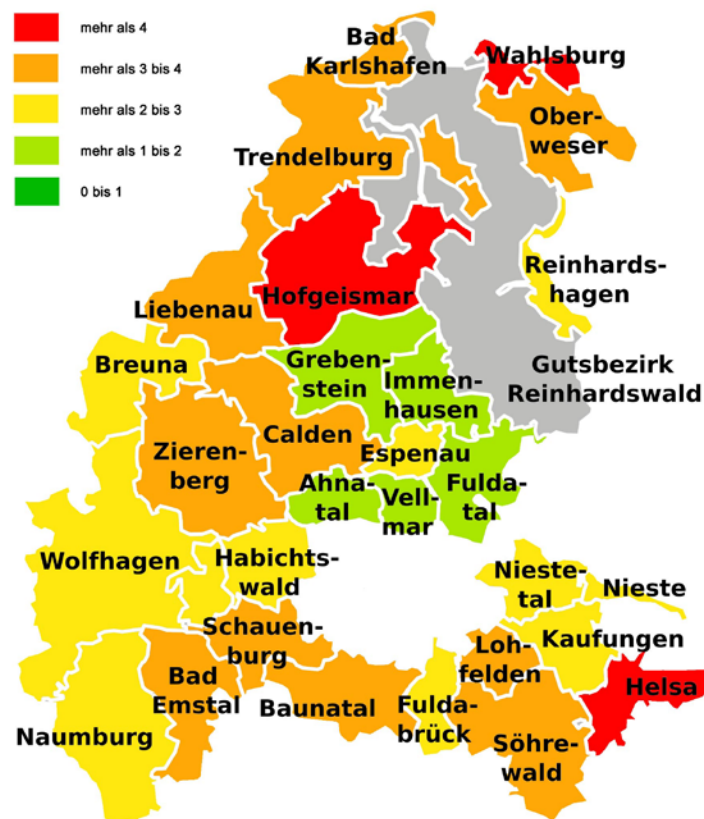 mehr als 4
mehr als 3 bis 4
mehr als 2 bis 3
mehr als 1 bis 2
0 bis 1
Bad
Karlshafen
Wahlsburg
Ober-
weser
Trendelburg
Reinhards-
hagen
Hofgeismar
Liebenau
Breuna
Greben-
stein
Immen-
hausen
Gutsbezirk
Reinhardswald
Calden
Zieren-
berg
Espenau
Ahna-
tal
Vell-
mar
Fulda-
tal
Wolfhagen
Habichts-
wald
Nieste-
tal
Nieste
Schauen-
burg
Loh-
felden
Kaufungen
Bad
Emstal
Baunatal
Fulda-
brück
Helsa
Naumburg
Söhre-
wald